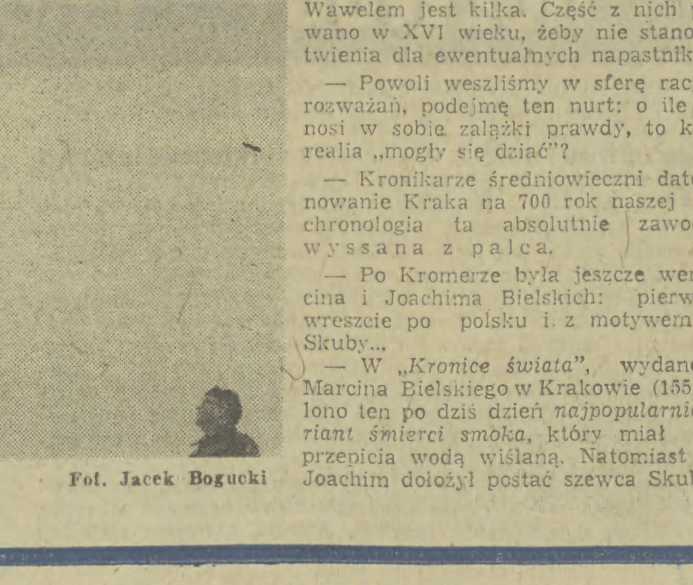 Wawelem jest kilka. Część z nich
wano w XVI wieku, żeby nie stano
twienia dla ewentualnych napastnik
— Powoli weszliśmy w sferę rac
rozważań, podejmę ten nurt: o ile
nosi w sobie zalążki prawdy, to k
realia „mogły się dziać”?
— Kronikarze średniowieczni dat
nowanie Kraka na 700 rok naszej
chronologia ta absolutnie zawo
wyssana z palca.
— Po Kromerze była jeszcze wer
cina i Joachima Bielskich: pierw
wreszcie po polsku i z motywem
Skuby...
— W „Kronice świata”, wydan
Marcina Bielskiego w Krakowie (155
lono ten po dziś dzień najpopularni
riant śmierci smoka, który miał
przepicia wodą wiślaną. Natomiast
Joachim dołożył postać szewca Skub
Fot. Jacek Bogucki